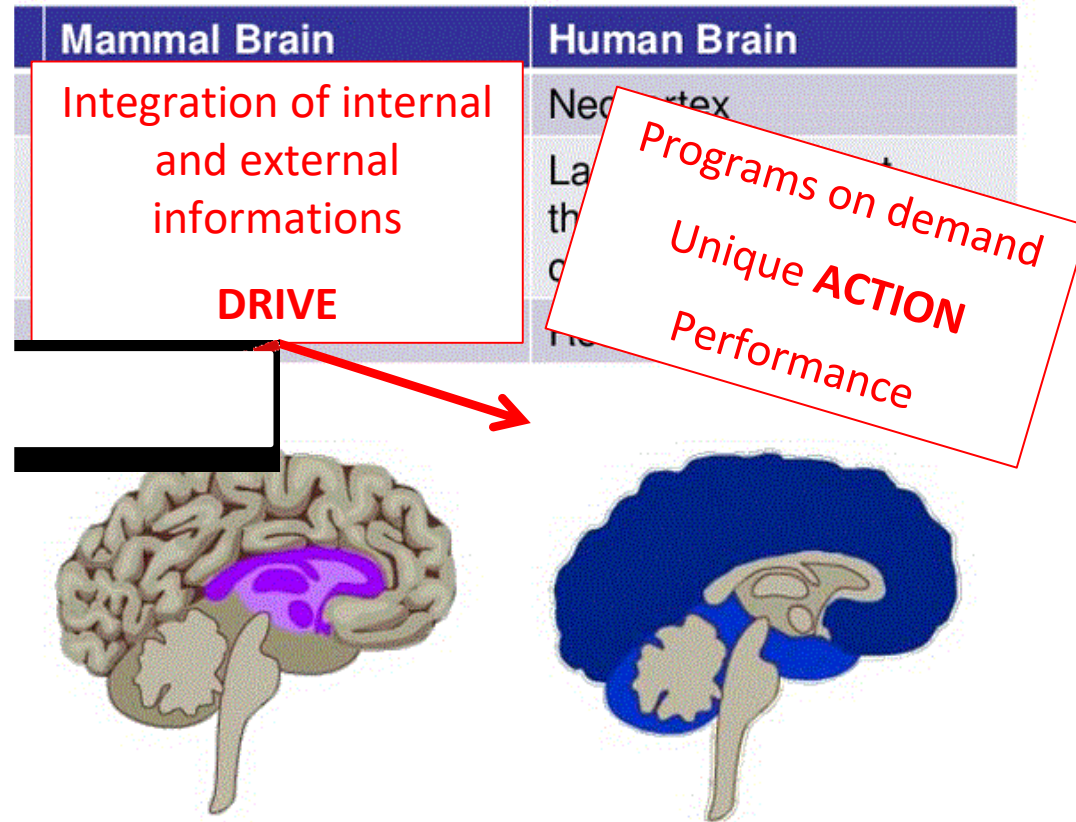 Mammal Brain
Human Brain
Integration of internal
and external
informations
DRIVE
Programs on demand
Unique ACTION
Performance